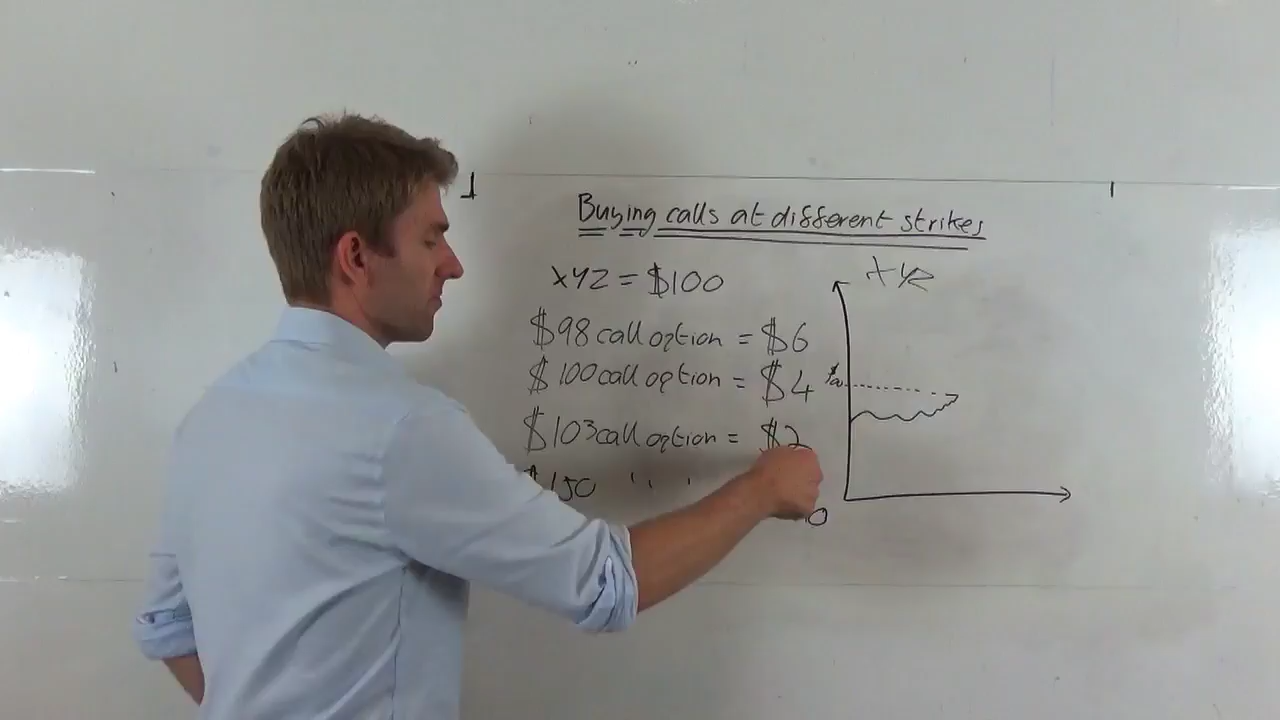 Buying calls at different strikes
XYZ = $100
XYZ
$98 call option = $6
$100 call option = $4
$103 call option = $2
$150 " "